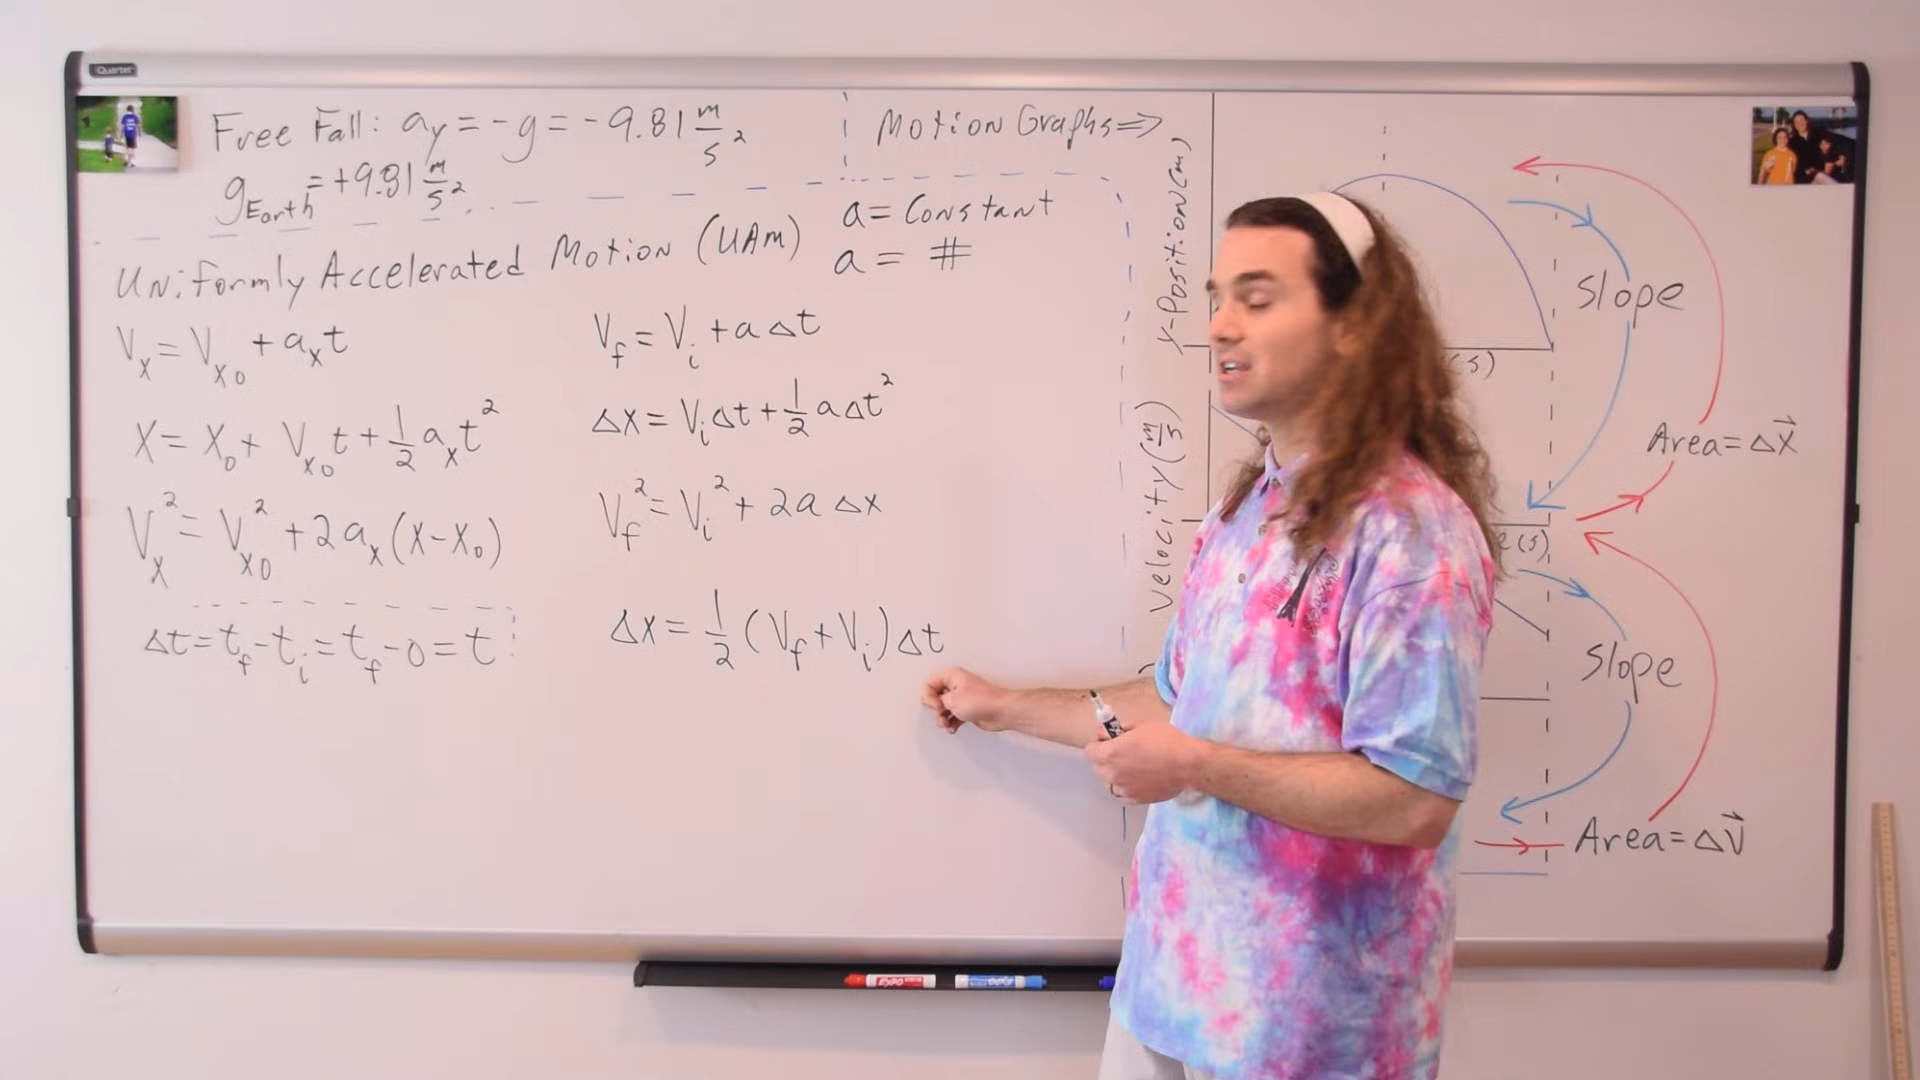 Quartet
Free Fall: a_y = -g = -9.81 m/s²
g_Earth = +9.81 m/s²
Motion Graphs ⇒
Uniformly Accelerated Motion (UAM)
a = Constant
a = #
V_x = V_x0 + a_x t
X = X_0 + V_x0 t + 1/2 a_x t²
V_x² = V_x0² + 2a_x (X - X_0)
Δt = t_f - t_i = t_f - 0 = t
V_f = V_i + aΔt
Δx = V_i Δt + 1/2 aΔt²
V_f² = V_i² + 2aΔx
Δx = 1/2 (V_f + V_i)Δt
Y-Position (m)
(s)
Slope
Area = Δx⃗
Velocity (m/s)
e (s)
Slope
Area = Δv⃗
EXPO